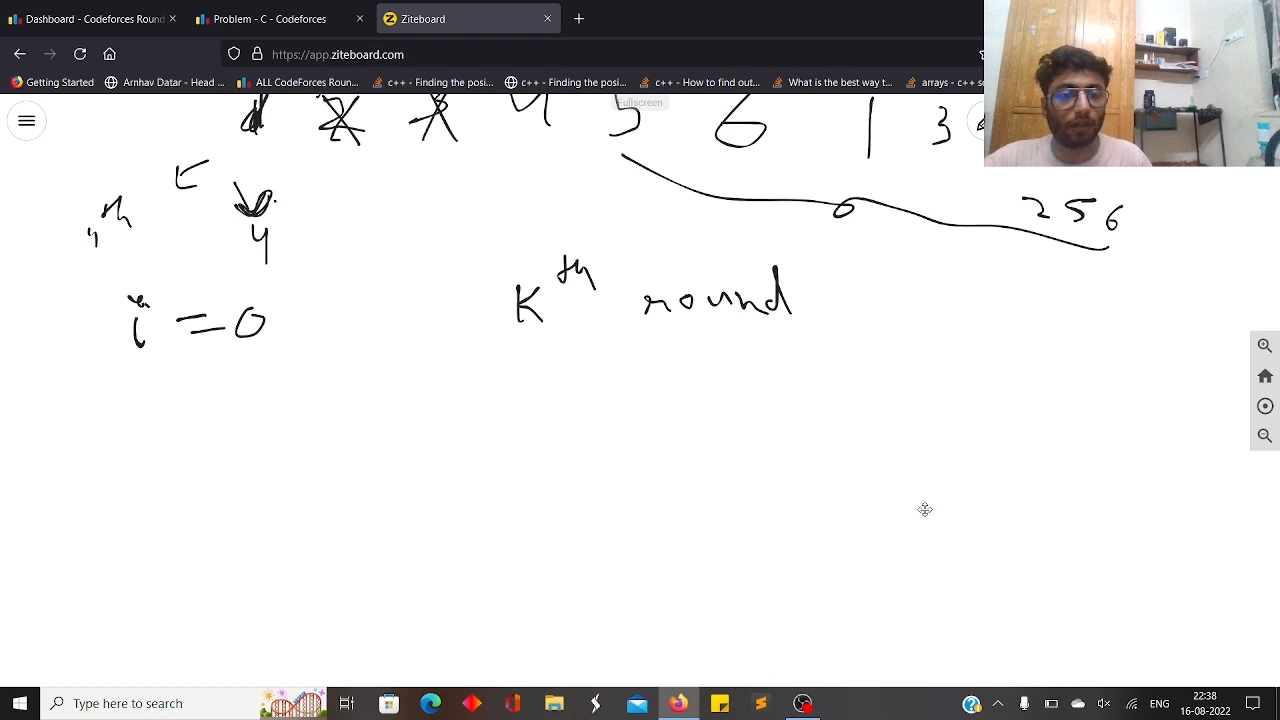 Dashboard - Codeforces Round
Problem - C - Codeforces
Ziteboard
https://app.ziteboard.com
Getting Started
Arnhav Datar - Head ...
ALL CodeForces Roun...
c++ - Finding the posi...
c++ - Finding the posi...
c++ - How to find out...
What is the best way t...
arrays - c++ s
Fullscreen
4 5 6 1 3
256
4
i = 0
Kth round
Type here to search
ENG
22:38
16-08-2022